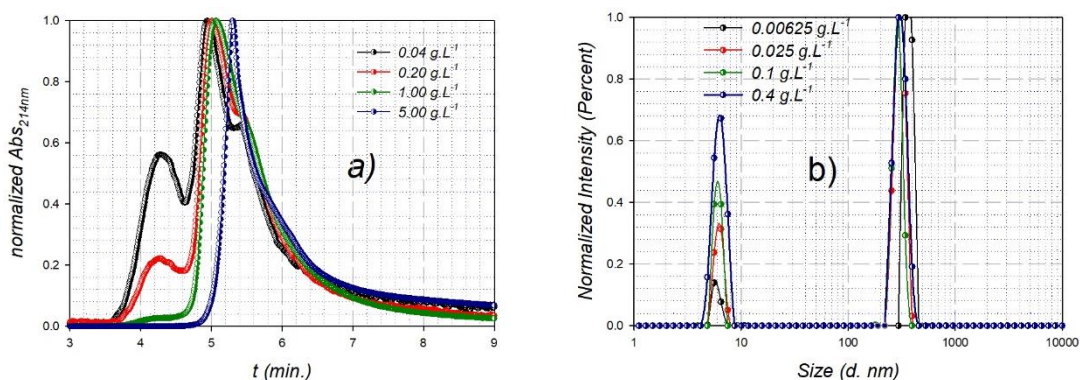 a)
normalized Abs214nm
1.0
0.8
0.6
0.4
0.2
0.0
3 4 5 6 7 8 9
t (min.)
0.04 g.L-1
0.20 g.L-1
1.00 g.L-1
5.00 g.L-1
b)
Normalized Intensity (Percent)
1.0
0.8
0.6
0.4
0.2
0.0
1 10 100 1000 10000
Size (d. nm)
0.00625 g.L-1
0.025 g.L-1
0.1 g.L-1
0.4 g.L-1